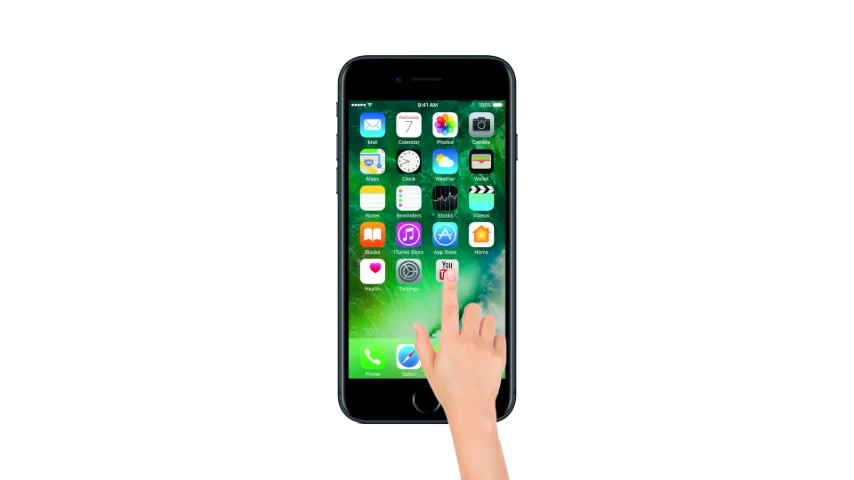 9:41 AM 100%
Wednesday
7
Mail Calendar Photos Camera
Maps Clock Weather Wallet
Notes Reminders Stocks Videos
iBooks iTunes Store App Store Home
You
Health Settings
Phone Safari